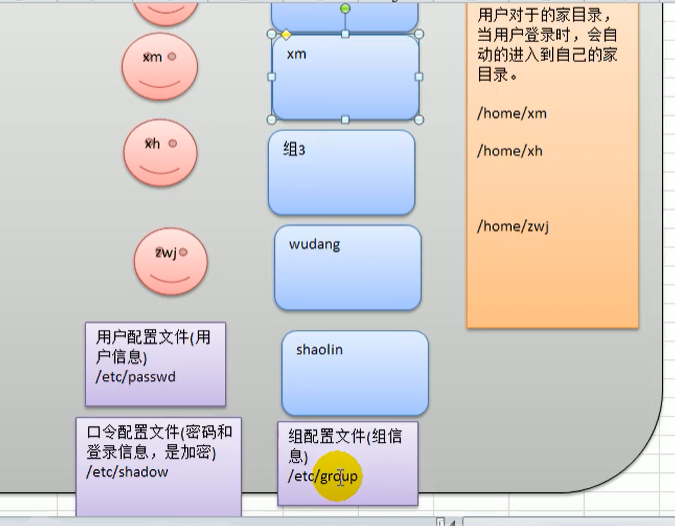 xm
xh
zwj
xm
组3
wudang
shaolin
用户对于的家目录，
当用户登录时，会自
动的进入到自己的家
目录。
/home/xm
/home/xh
/home/zwj
用户配置文件(用
户信息)
/etc/passwd
口令配置文件(密码和
登录信息，是加密)
/etc/shadow
组配置文件(组信
息)
/etc/group